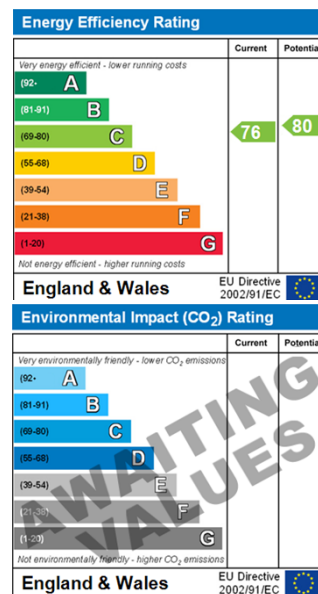 Energy Efficiency Rating
Current Potentia
Very energy efficient - lower running costs
(92- A
(81-91) B
(69-80) C
(55-68) D
(39-54) E
(21-38) F
(1-20) G
76
80
Not energy efficient - higher running costs
England & Wales
EU Directive
2002/91/EC
Environmental Impact (CO2) Rating
Current Potentia
Very environmentally friendly - lower CO2 emissions
(92- A
(81-91) B
(69-80) C
(55-68) D
(39-54) E
(21-38) F
(1-20) G
AWAITING
VALUES
Not environmentally friendly - higher CO2 emissions
England & Wales
EU Directive
2002/91/EC